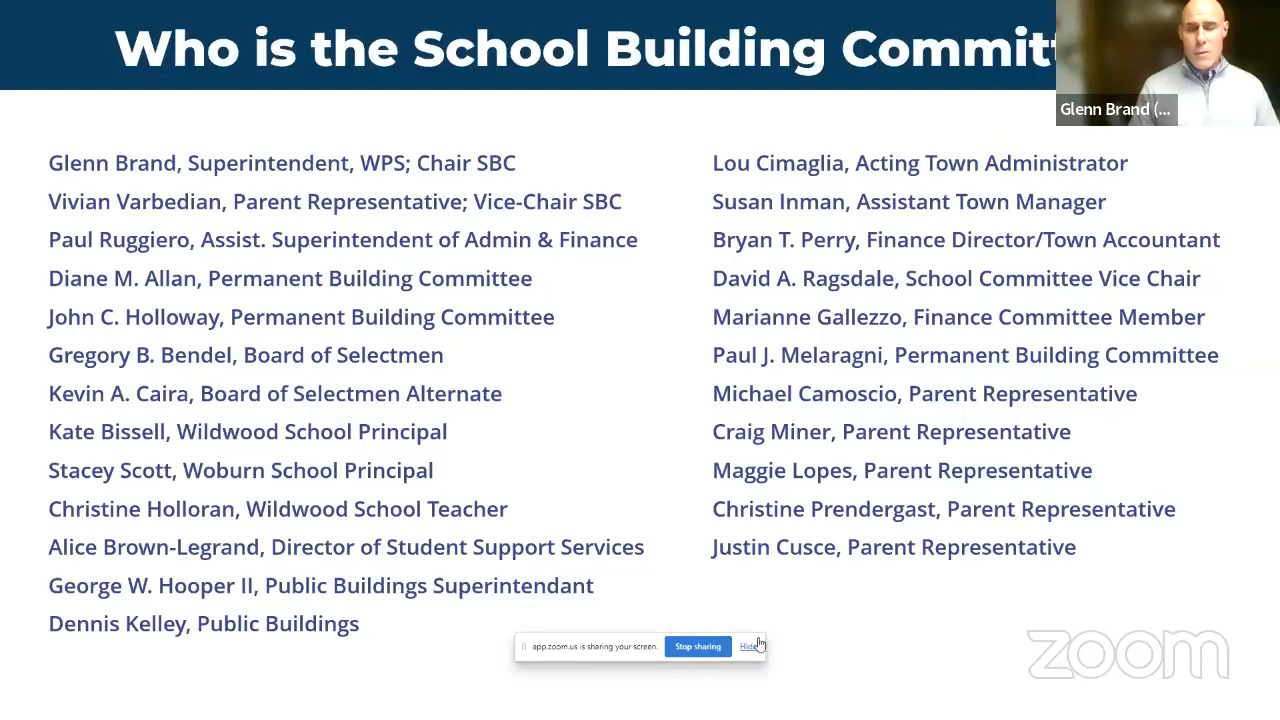 Who is the School Building Committ
Glenn Brand (...
Glenn Brand, Superintendent, WPS; Chair SBC
Vivian Varbedian, Parent Representative; Vice-Chair SBC
Paul Ruggiero, Assist. Superintendent of Admin & Finance
Diane M. Allan, Permanent Building Committee
John C. Holloway, Permanent Building Committee
Gregory B. Bendel, Board of Selectmen
Kevin A. Caira, Board of Selectmen Alternate
Kate Bissell, Wildwood School Principal
Stacey Scott, Woburn School Principal
Christine Holloran, Wildwood School Teacher
Alice Brown-Legrand, Director of Student Support Services
George W. Hooper II, Public Buildings Superintendant
Dennis Kelley, Public Buildings
Lou Cimaglia, Acting Town Administrator
Susan Inman, Assistant Town Manager
Bryan T. Perry, Finance Director/Town Accountant
David A. Ragsdale, School Committee Vice Chair
Marianne Gallezzo, Finance Committee Member
Paul J. Melaragni, Permanent Building Committee
Michael Camoscio, Parent Representative
Craig Miner, Parent Representative
Maggie Lopes, Parent Representative
Christine Prendergast, Parent Representative
Justin Cusce, Parent Representative
app.zoom.us is sharing your screen.
Stop sharing
Hide
zoom